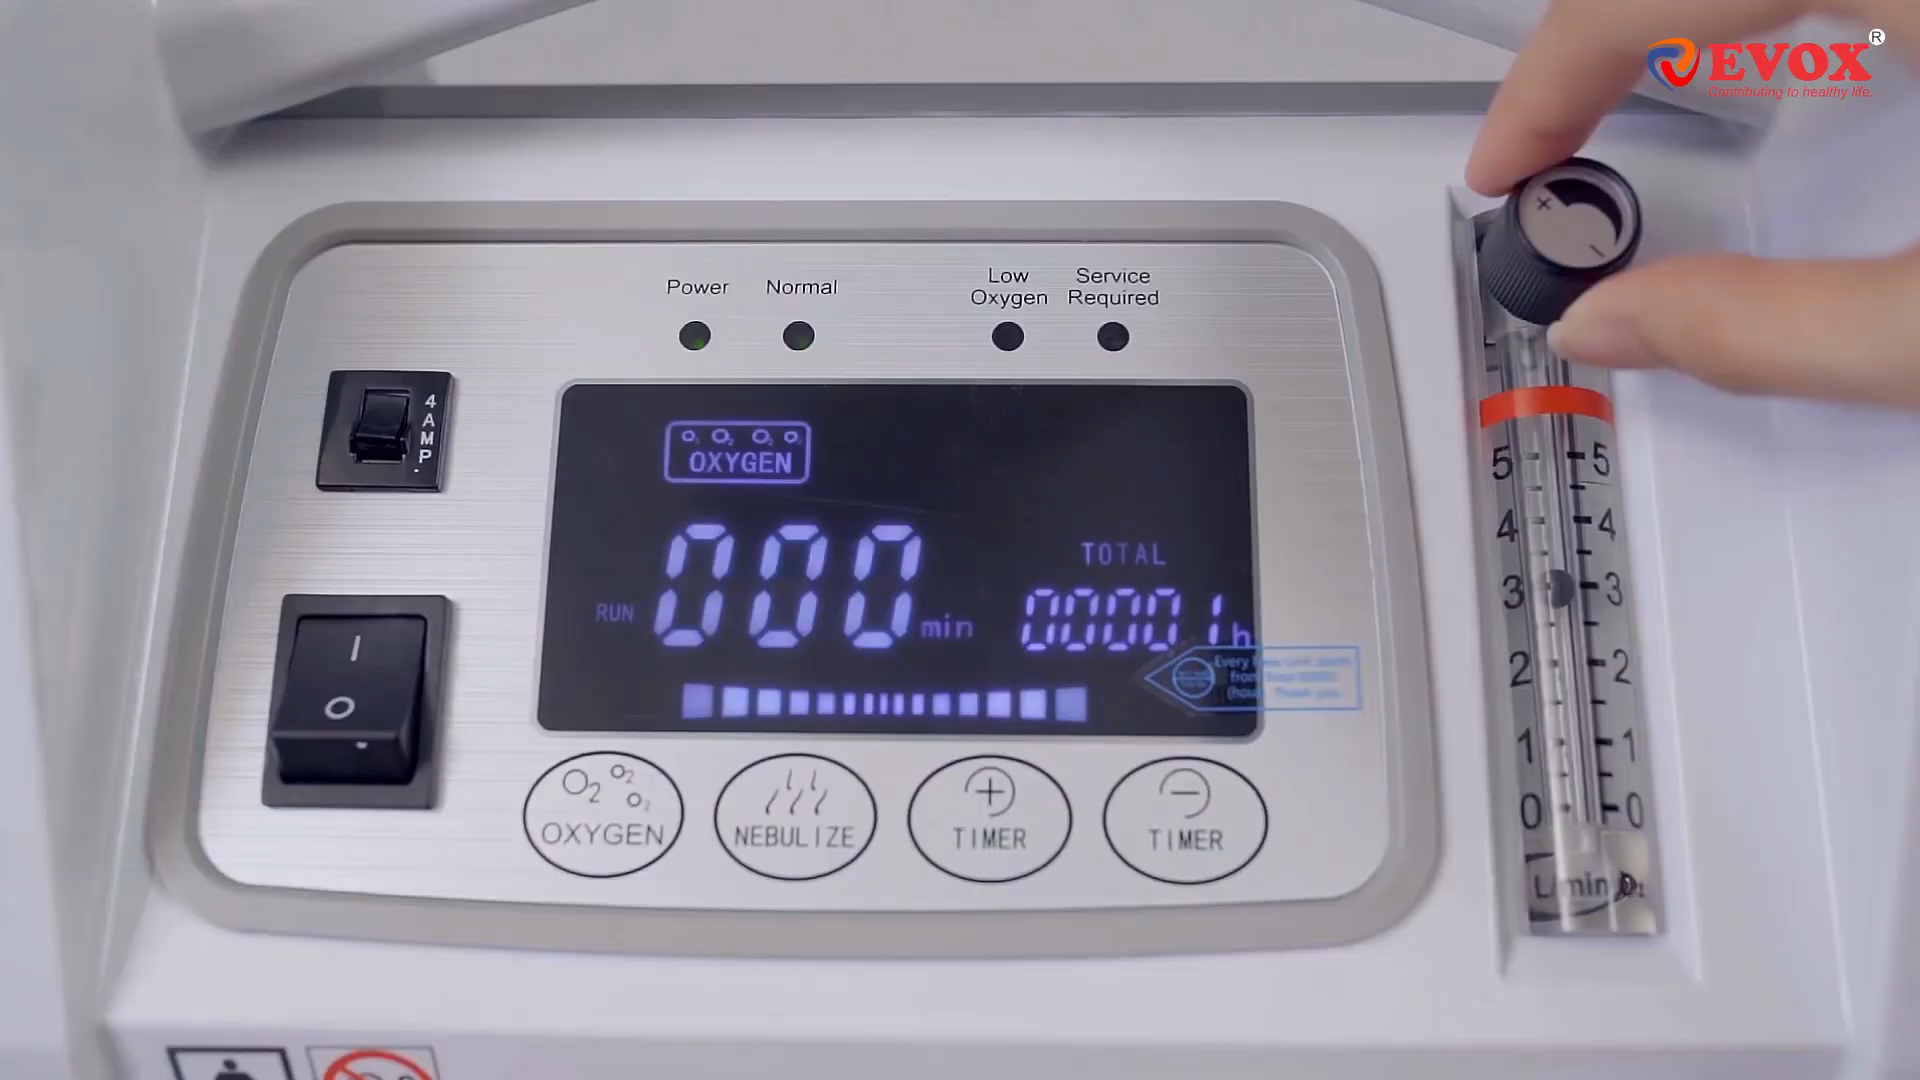 EVOX®
Contributing to healthy life.
Power Normal
Low Oxygen
Service Required
4 AMP.
O₂ O₂ O₂ O₂
OXYGEN
RUN 000 min
TOTAL
00001h
Every
I
O
O₂ O₂ O₂
OXYGEN
NEBULIZE
+
TIMER
−
TIMER
+
−
5 5
4 4
3 3
2 2
1 1
0 0
L/min O₂